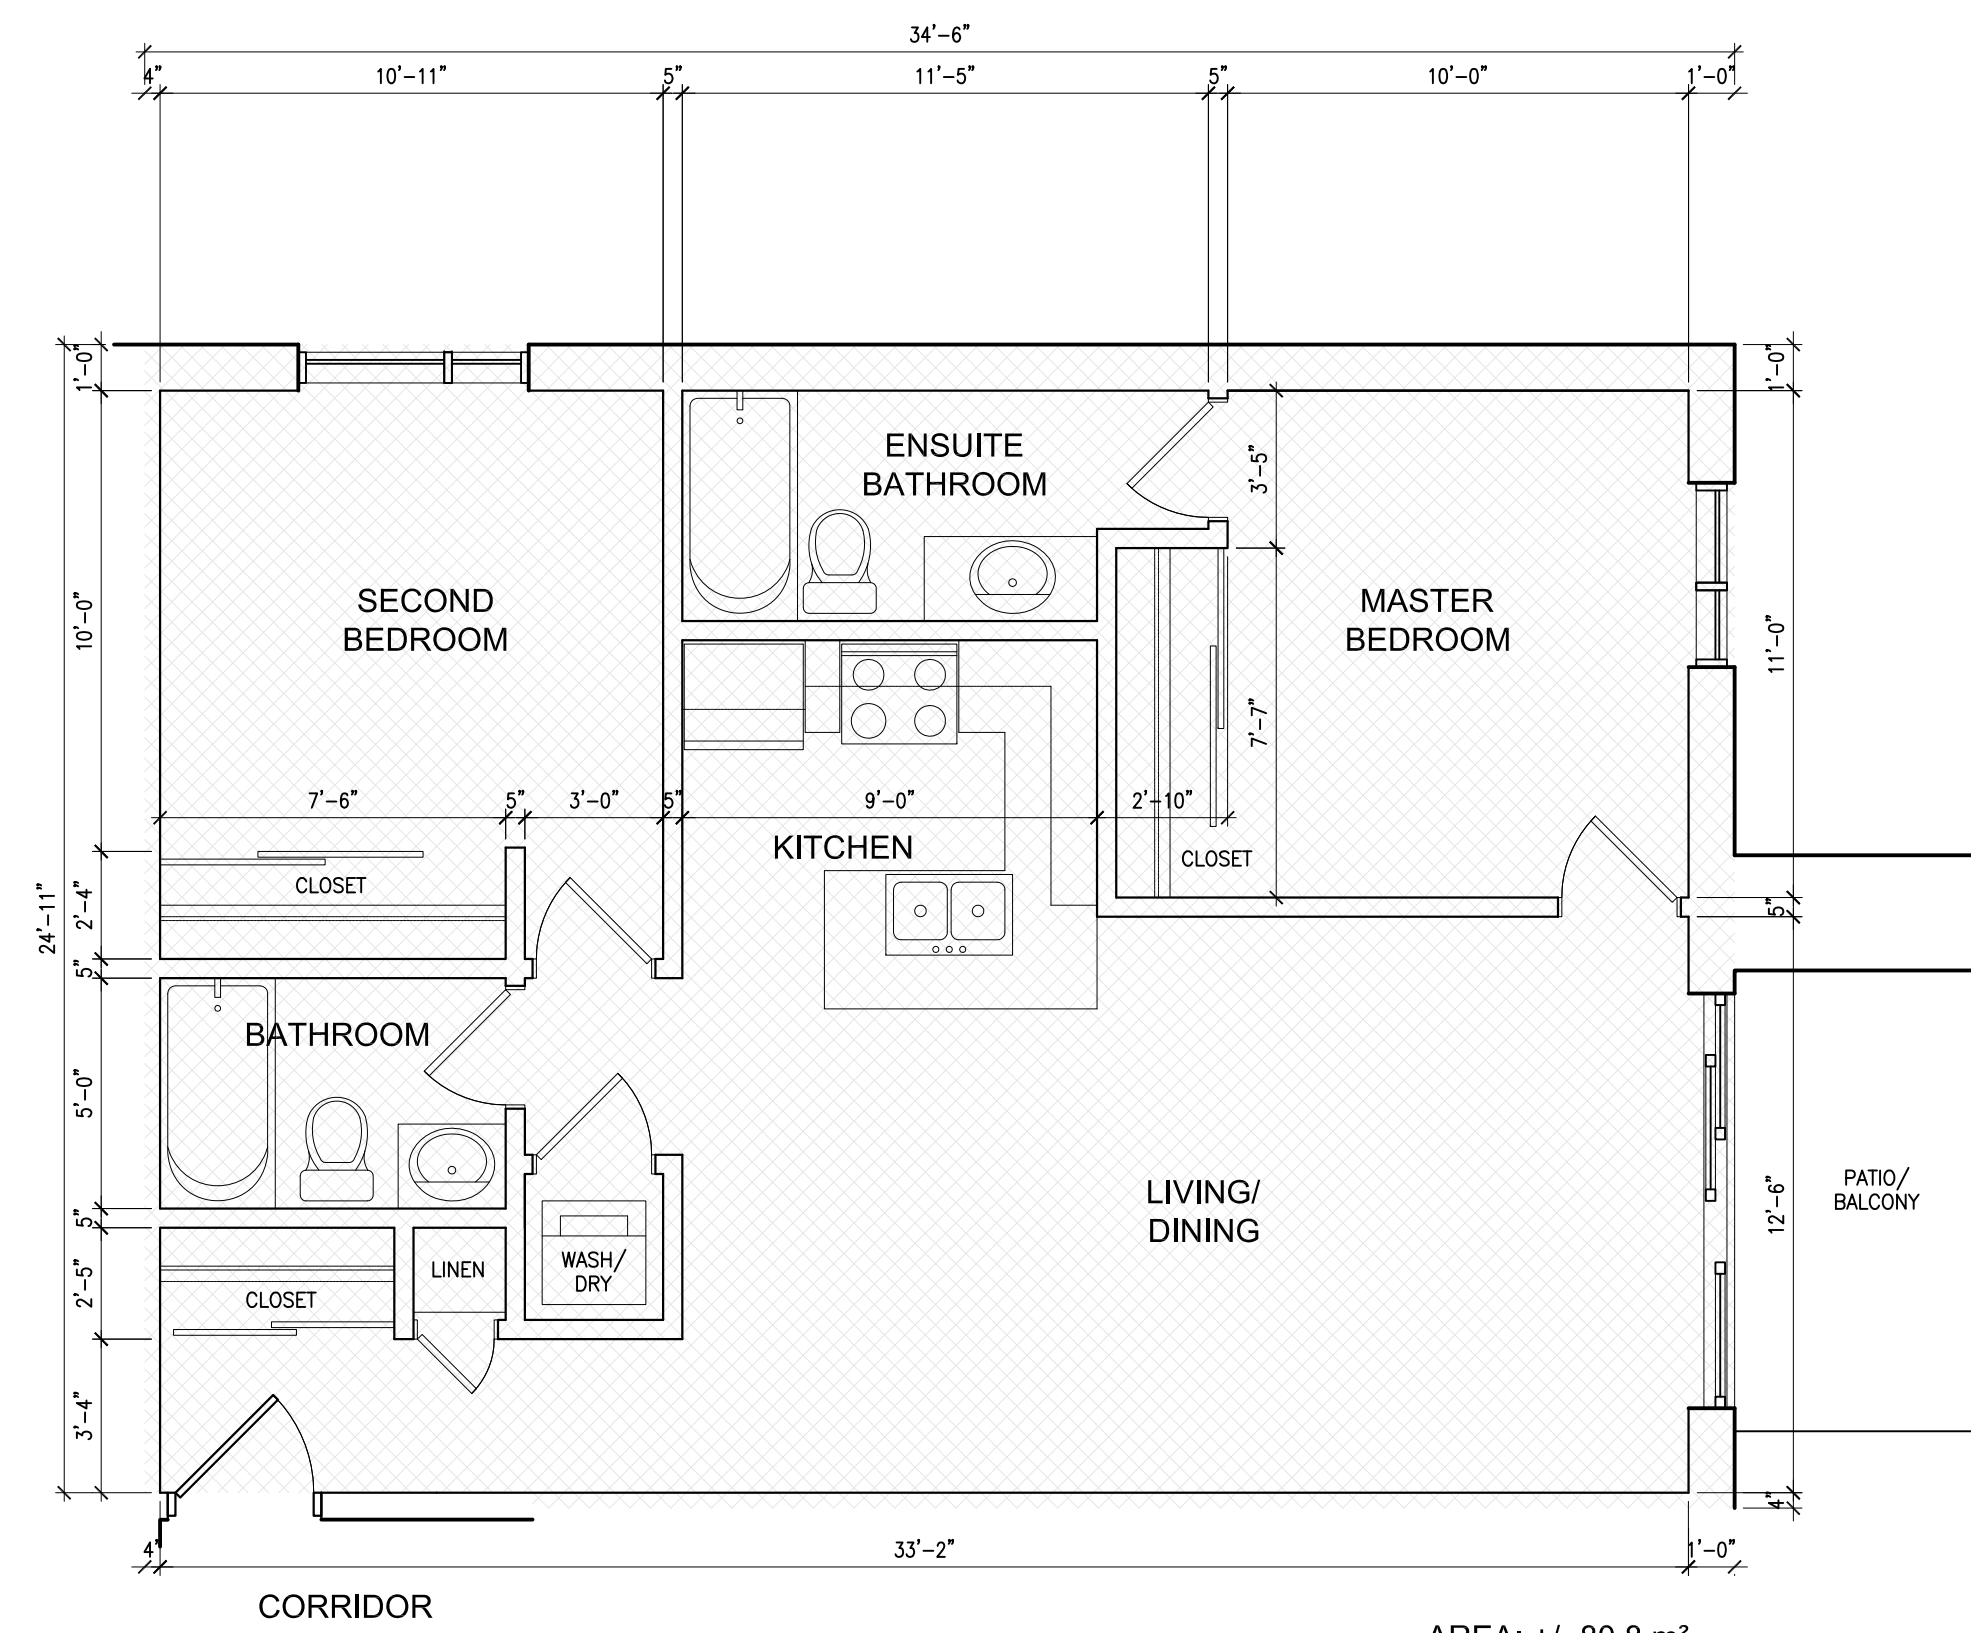 34'-6"
4" 10'-11" 5" 11'-5" 5" 10'-0" 1'-0"
1'-0"
1'-0"
ENSUITE
BATHROOM
3'-5"
SECOND
BEDROOM
MASTER
BEDROOM
10'-0"
11'-0"
7'-7"
7'-6" 5" 3'-0" 5" 9'-0" 2'-10"
KITCHEN
CLOSET
CLOSET
2'-4"
5"
24'-11"
5"
BATHROOM
5'-0"
LIVING/
DINING
12'-6"
PATIO/
BALCONY
5"
LINEN
WASH/
DRY
2'-5"
CLOSET
3'-4"
4"
4" 33'-2" 1'-0"
CORRIDOR